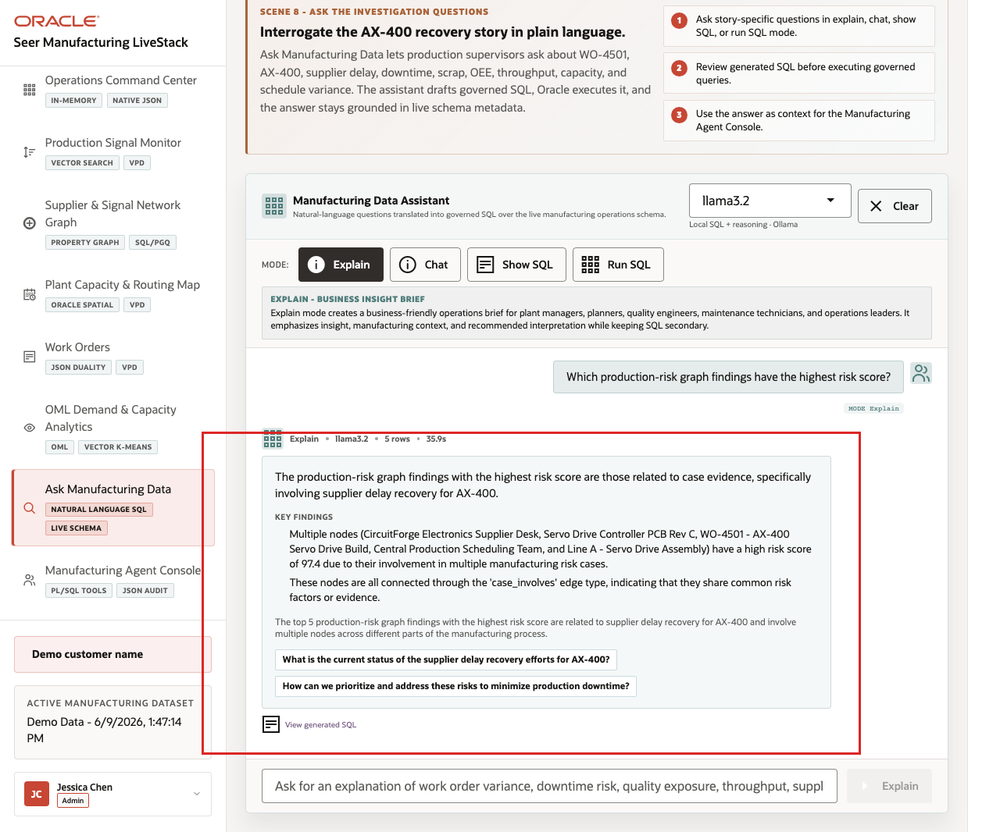 ORACLE
Seer Manufacturing LiveStack
Operations Command Center
IN-MEMORY
NATIVE JSON
Production Signal Monitor
VECTOR SEARCH
VPD
Supplier & Signal Network
Graph
PROPERTY GRAPH
SQL/PGQ
Plant Capacity & Routing Map
ORACLE SPATIAL
VPD
Work Orders
JSON DUALITY
VPD
OML Demand & Capacity
Analytics
OML
VECTOR K-MEANS
Ask Manufacturing Data
NATURAL LANGUAGE SQL
LIVE SCHEMA
Manufacturing Agent Console
PL/SQL TOOLS
JSON AUDIT
Demo customer name
ACTIVE MANUFACTURING DATASET
Demo Data - 6/9/2026, 1:47:14
PM
JC
Jessica Chen
Admin
SCENE 8 - ASK THE INVESTIGATION QUESTIONS
Interrogate the AX-400 recovery story in plain language.
Ask Manufacturing Data lets production supervisors ask about WO-4501,
AX-400, supplier delay, downtime, scrap, OEE, throughput, capacity, and
schedule variance. The assistant drafts governed SQL, Oracle executes it, and
the answer stays grounded in live schema metadata.
1
Ask story-specific questions in explain, chat, show
SQL, or run SQL mode.
2
Review generated SQL before executing governed
queries.
3
Use the answer as context for the Manufacturing
Agent Console.
Manufacturing Data Assistant
Natural-language questions translated into governed SQL over the live manufacturing operations schema.
llama3.2
Local SQL + reasoning · Ollama
Clear
MODE:
Explain
Chat
Show SQL
Run SQL
EXPLAIN - BUSINESS INSIGHT BRIEF
Explain mode creates a business-friendly operations brief for plant managers, planners, quality engineers, maintenance technicians, and operations leaders. It
emphasizes insight, manufacturing context, and recommended interpretation while keeping SQL secondary.
Which production-risk graph findings have the highest risk score?
MODE Explain
Explain • llama3.2 • 5 rows • 35.9s
The production-risk graph findings with the highest risk score are those related to case evidence, specifically
involving supplier delay recovery for AX-400.
KEY FINDINGS
Multiple nodes (CircuitForge Electronics Supplier Desk, Servo Drive Controller PCB Rev C, WO-4501 - AX-400
Servo Drive Build, Central Production Scheduling Team, and Line A - Servo Drive Assembly) have a high risk score
of 97.4 due to their involvement in multiple manufacturing risk cases.
These nodes are all connected through the 'case_involves' edge type, indicating that they share common risk
factors or evidence.
The top 5 production-risk graph findings with the highest risk score are related to supplier delay recovery for AX-400 and involve
multiple nodes across different parts of the manufacturing process.
What is the current status of the supplier delay recovery efforts for AX-400?
How can we prioritize and address these risks to minimize production downtime?
View generated SQL
Ask for an explanation of work order variance, downtime risk, quality exposure, throughput, suppl
Explain